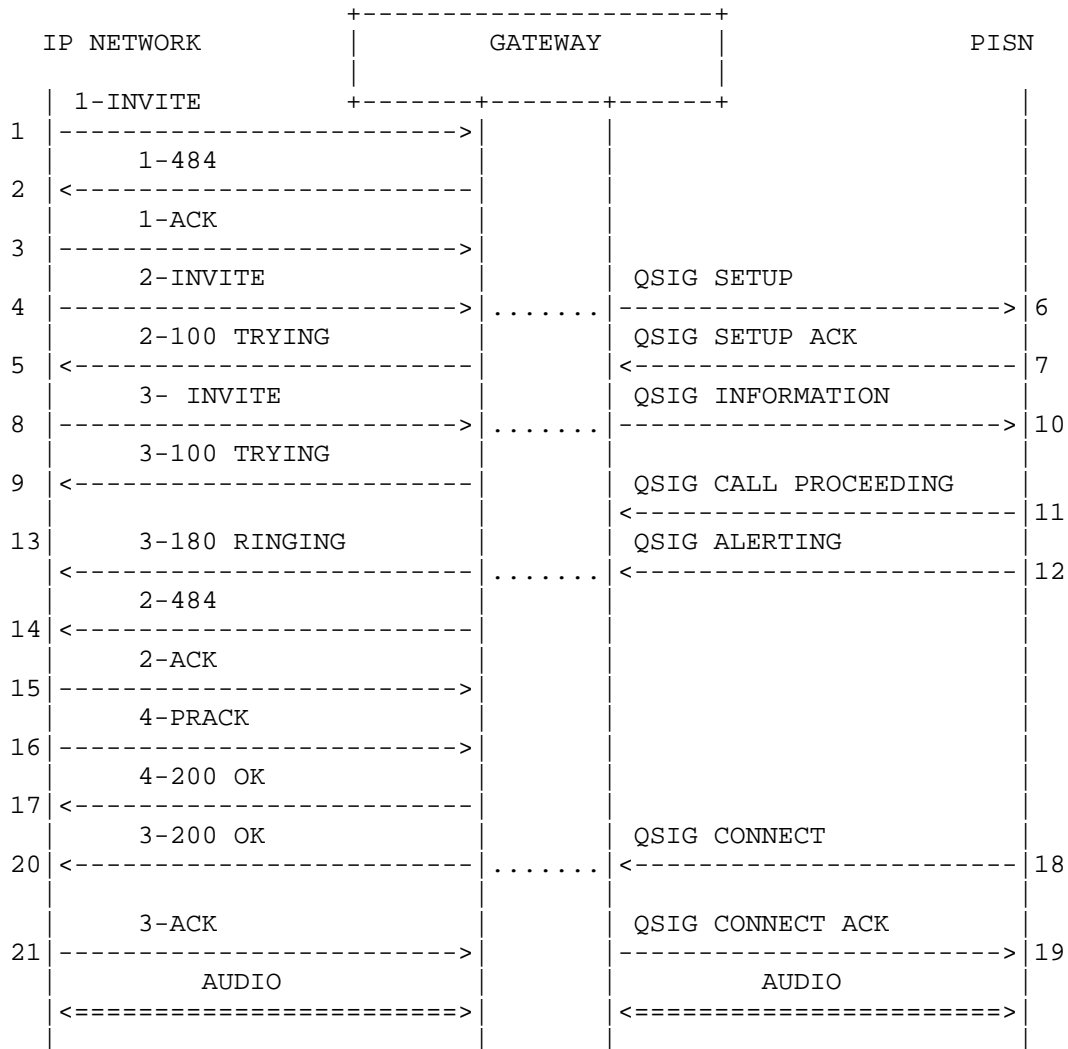 +----------------------+
  IP NETWORK          |        GATEWAY       |               PISN
                      |                      |
   |  1-INVITE        +-------+-------+------+                  |
1  |------------------------->|       |                         |
   |     1-484                |       |                         |
2  |<-------------------------|       |                         |
   |     1-ACK                |       |                         |
3  |------------------------->|       |                         |
   |     2-INVITE             |       | QSIG SETUP              |
4  |------------------------->|.......|------------------------>|6
   |     2-100 TRYING         |       | QSIG SETUP ACK          |
5  |<-------------------------|       |<------------------------|7
   |     3- INVITE            |       | QSIG INFORMATION        |
8  |------------------------->|.......|------------------------>|10
   |     3-100 TRYING         |       |                         |
9  |<-------------------------|       | QSIG CALL PROCEEDING    |
   |                          |       |<------------------------|11
13|     3-180 RINGING        |       | QSIG ALERTING           |
   |<-------------------------|.......|<------------------------|12
   |     2-484                |       |                         |
14|<-------------------------|       |                         |
   |     2-ACK                |       |                         |
15|------------------------->|       |                         |
   |     4-PRACK              |       |                         |
16|------------------------->|       |                         |
   |     4-200 OK             |       |                         |
17|<-------------------------|       |                         |
   |     3-200 OK             |       | QSIG CONNECT            |
20|<-------------------------|.......|<------------------------|18
   |                          |       |                         |
   |     3-ACK                |       | QSIG CONNECT ACK        |
21|------------------------->|       |------------------------>|19
   |         AUDIO            |       |         AUDIO           |
   |<========================>|       |<=======================>|
   |                          |       |                         |